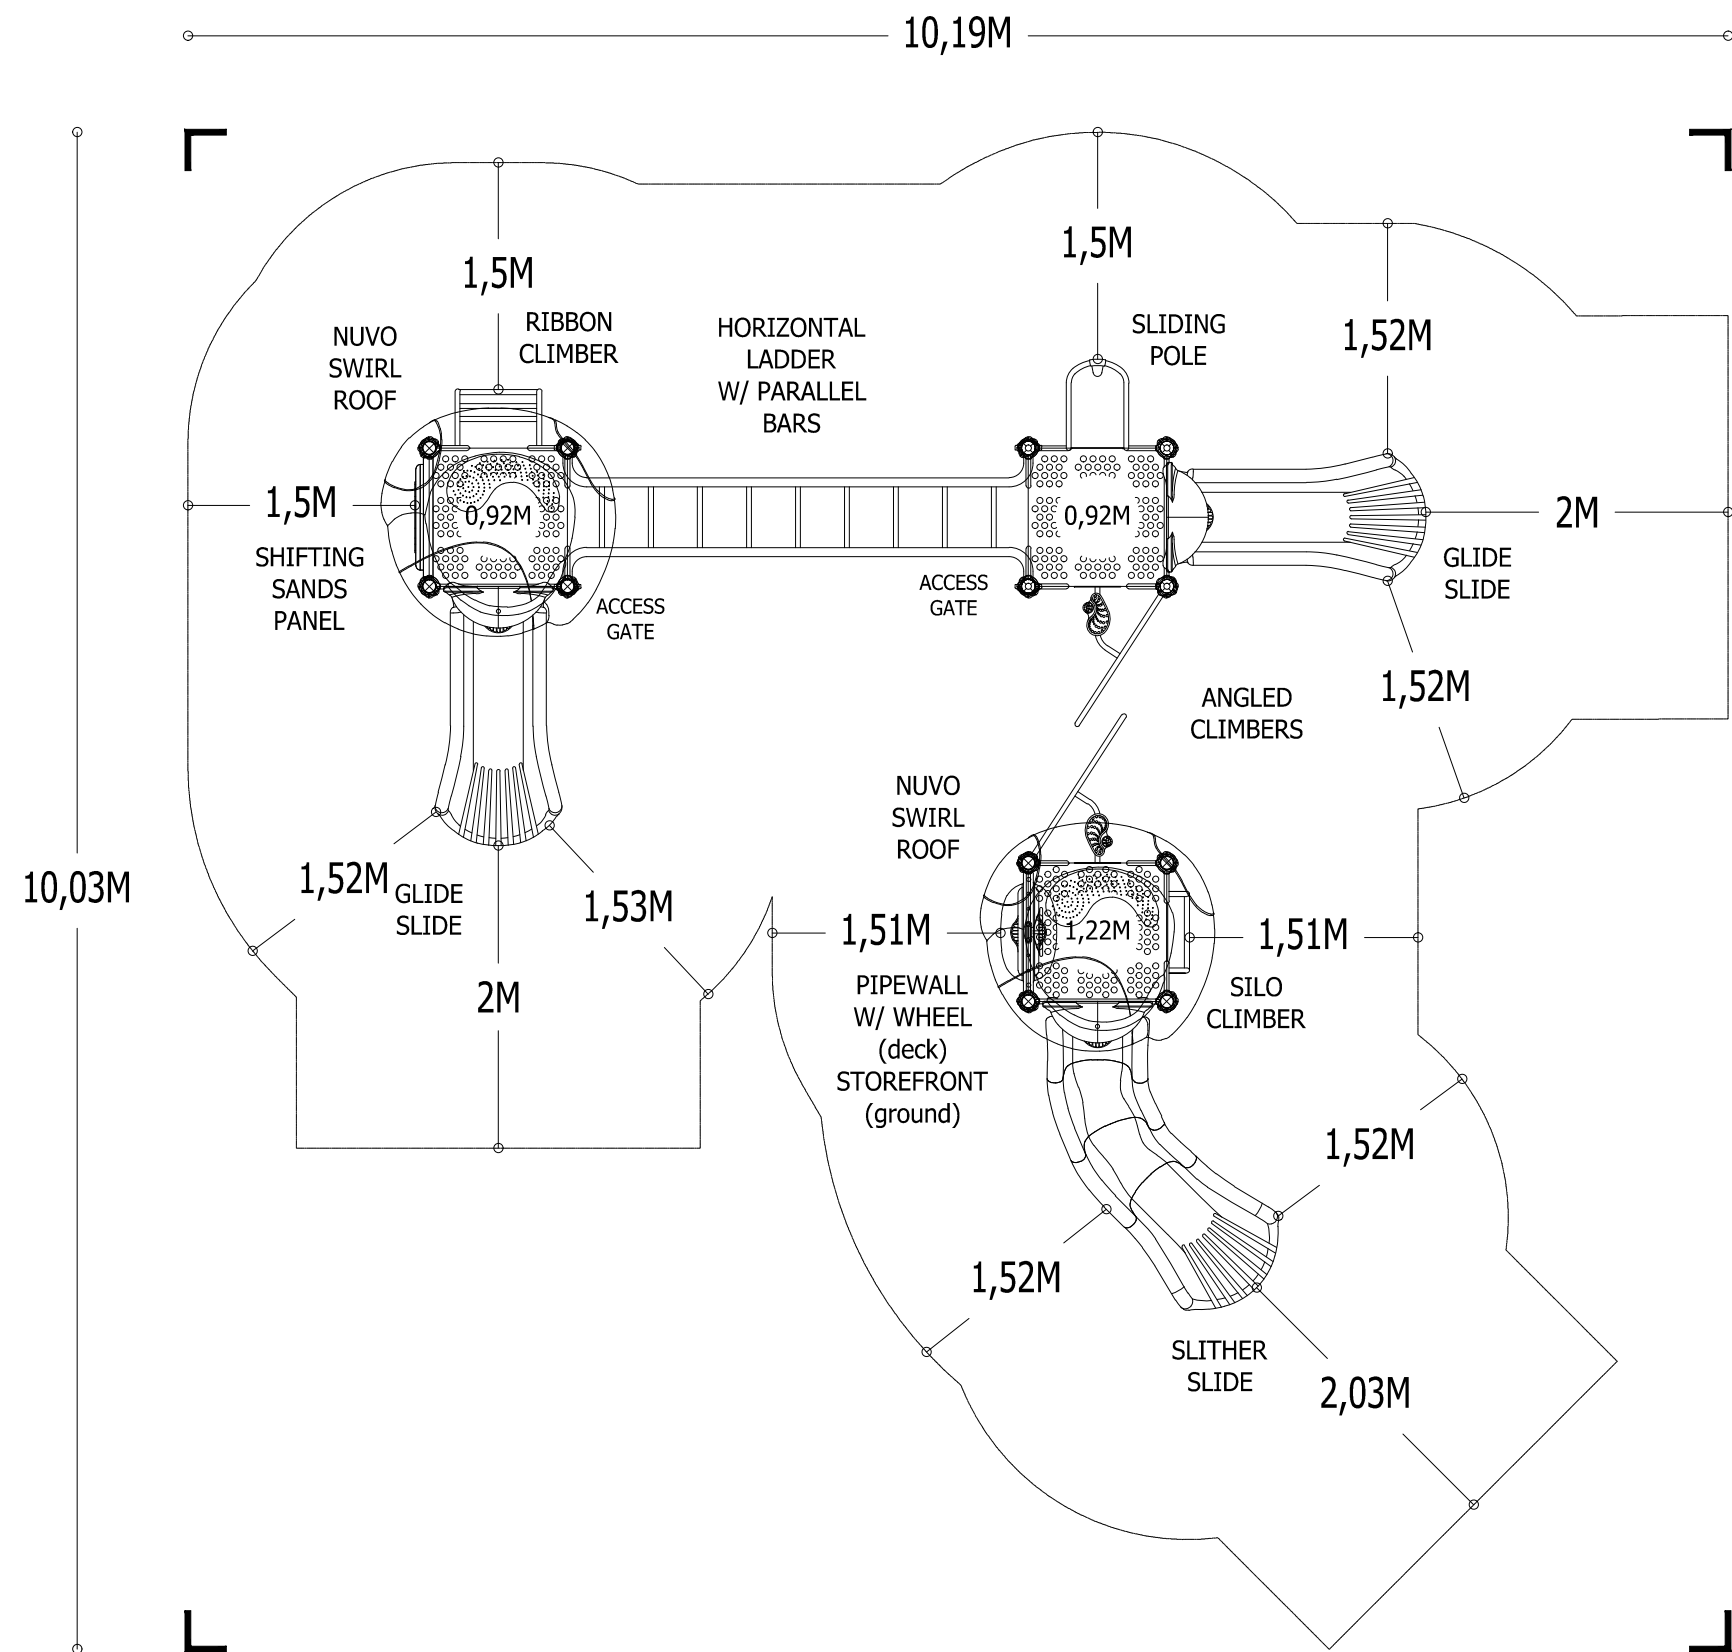 10,19M
10,03M
1,5M
1,5M
1,52M
NUVO
SWIRL
ROOF
RIBBON
CLIMBER
HORIZONTAL
LADDER
W/ PARALLEL
BARS
SLIDING
POLE
1,5M
0,92M
0,92M
2M
SHIFTING
SANDS
PANEL
ACCESS
GATE
ACCESS
GATE
GLIDE
SLIDE
1,52M
ANGLED
CLIMBERS
NUVO
SWIRL
ROOF
1,52M
GLIDE
SLIDE
1,53M
1,51M
1,22M
1,51M
2M
PIPEWALL
W/ WHEEL
(deck)
STOREFRONT
(ground)
SILO
CLIMBER
1,52M
1,52M
SLITHER
SLIDE
2,03M